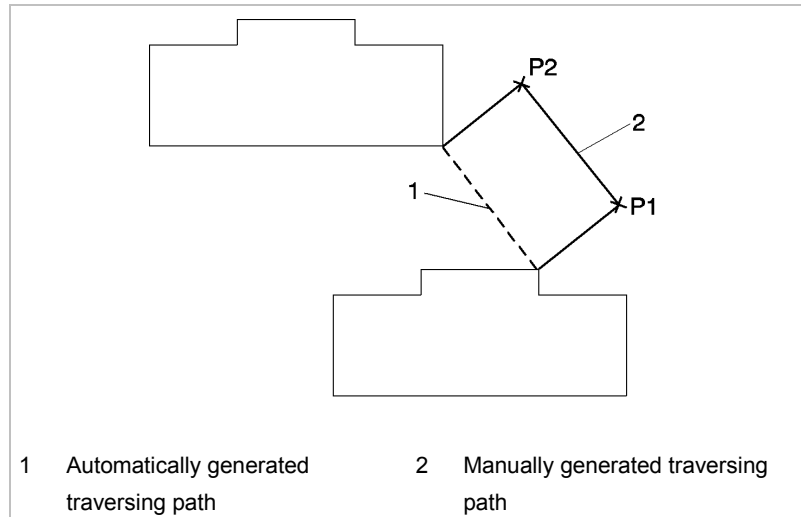 P2
2
1
P1
1 Automatically generated
traversing path
2 Manually generated traversing
path